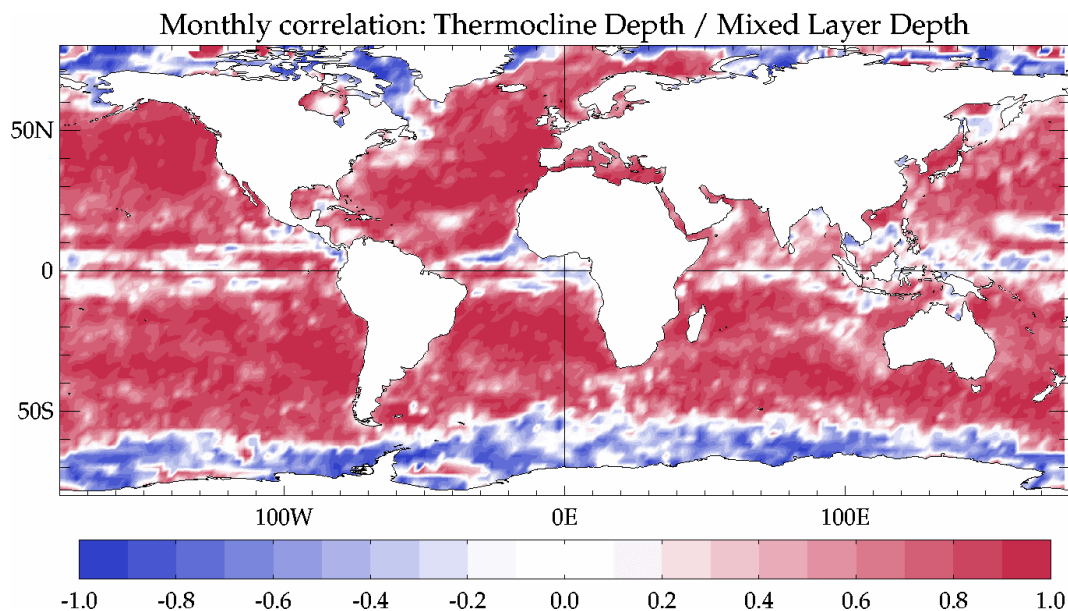 Monthly correlation: Thermocline Depth / Mixed Layer Depth
50N
0
50S
100W 0E 100E
-1.0 -0.8 -0.6 -0.4 -0.2 0.0 0.2 0.4 0.6 0.8 1.0